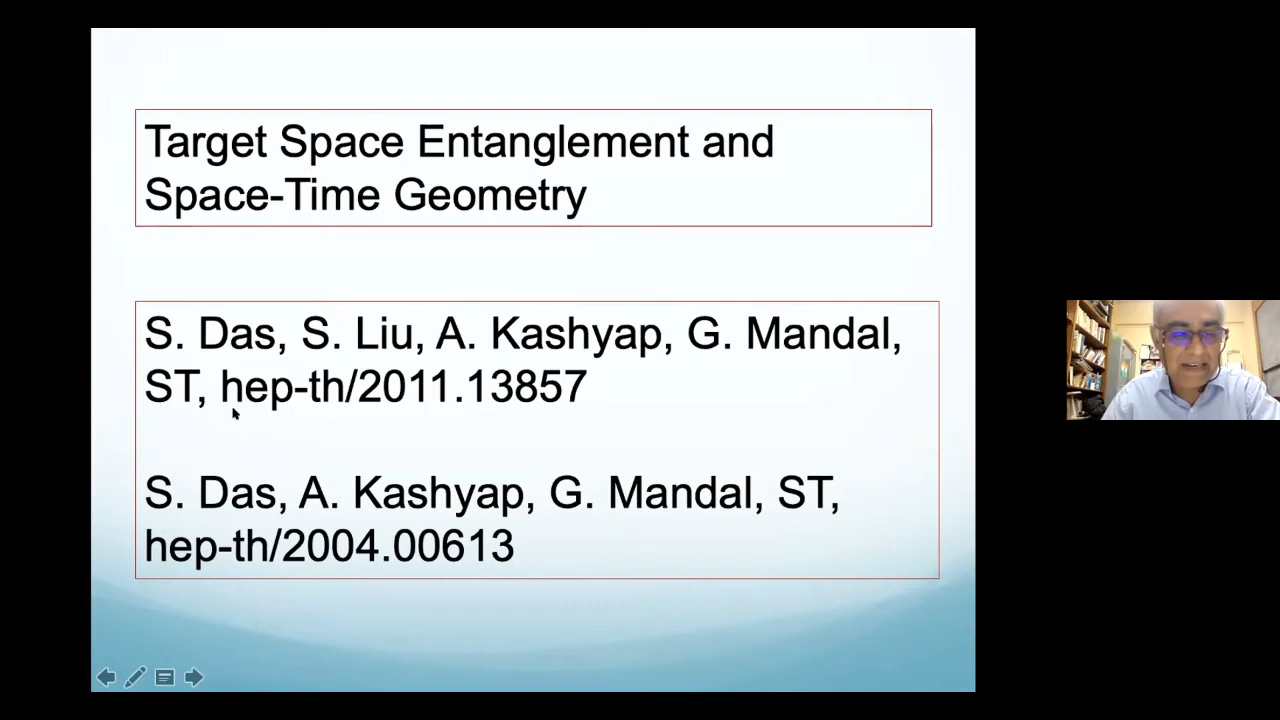 Target Space Entanglement and
Space-Time Geometry
S. Das, S. Liu, A. Kashyap, G. Mandal,
ST, hep-th/2011.13857
S. Das, A. Kashyap, G. Mandal, ST,
hep-th/2004.00613